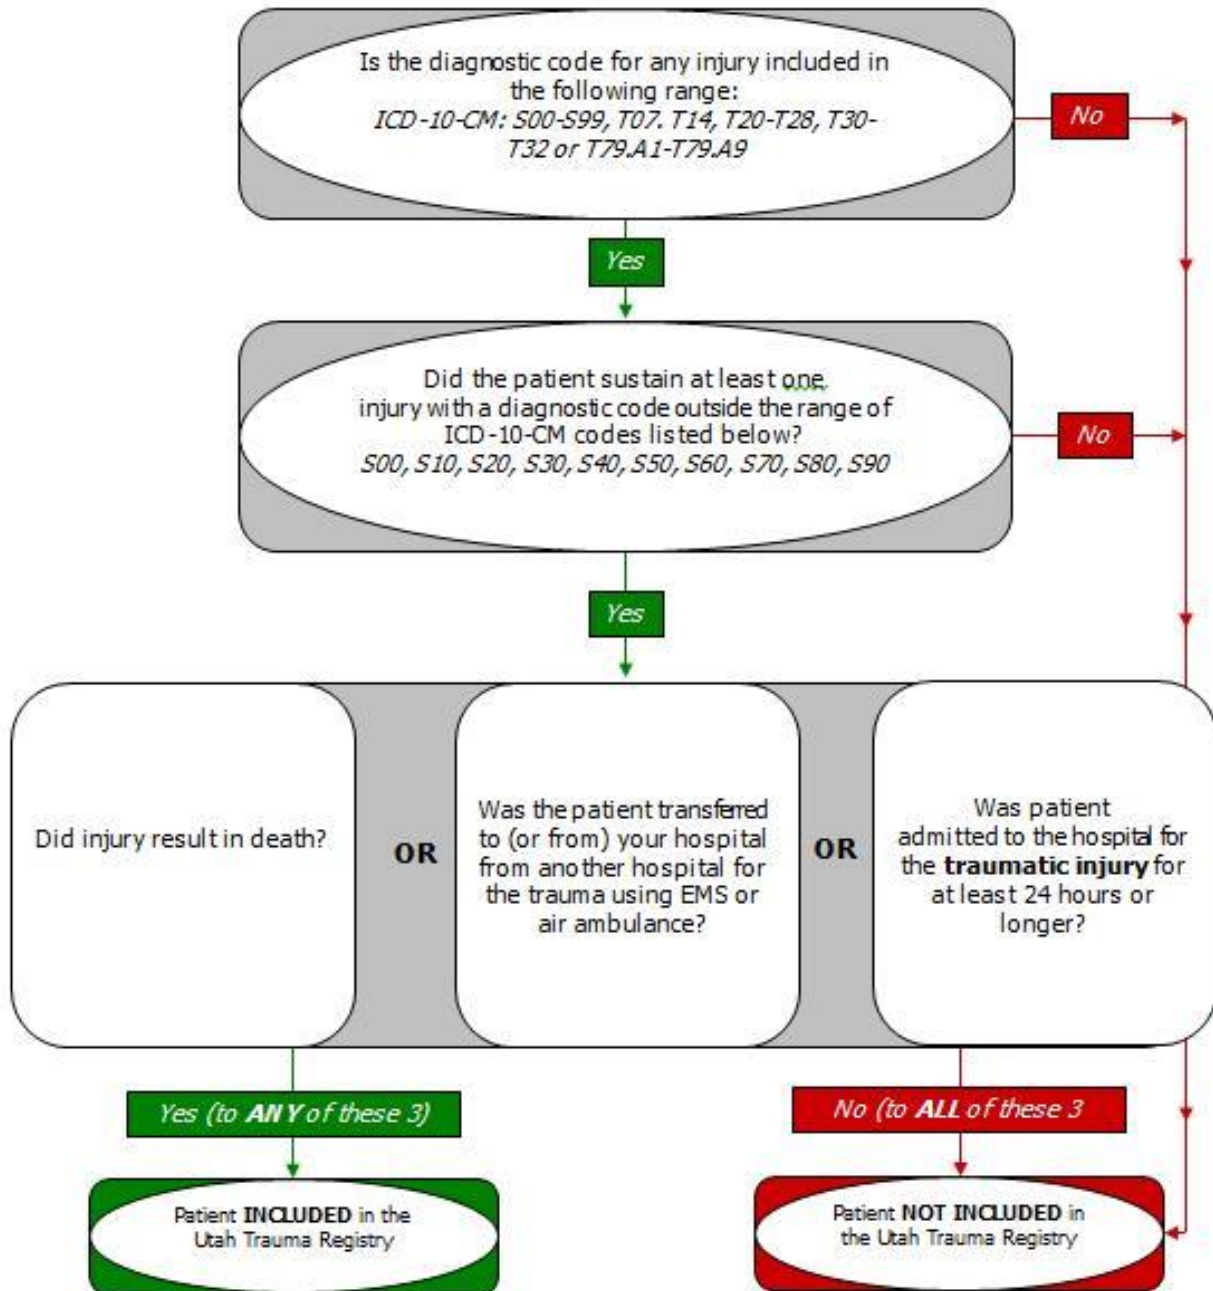 Is the diagnostic code for any injury included in
the following range:
ICD-10-CM: S00-S99, T07. T14, T20-T28, T30-
T32 or T79.A1-T79.A9
No
Yes
Did the patient sustain at least one
injury with a diagnostic code outside the range of
ICD-10-CM codes listed below?
S00, S10, S20, S30, S40, S50, S60, S70, S80, S90
No
Yes
Did injury result in death?
OR
Was the patient transferred
to (or from) your hospital
from another hospital for
the trauma using EMS or
air ambulance?
OR
Was patient
admitted to the hospital for
the traumatic injury for
at least 24 hours or
longer?
Yes (to ANY of these 3)
No (to ALL of these 3
Patient INCLUDED in the
Utah Trauma Registry
Patient NOT INCLUDED in
the Utah Trauma Registry